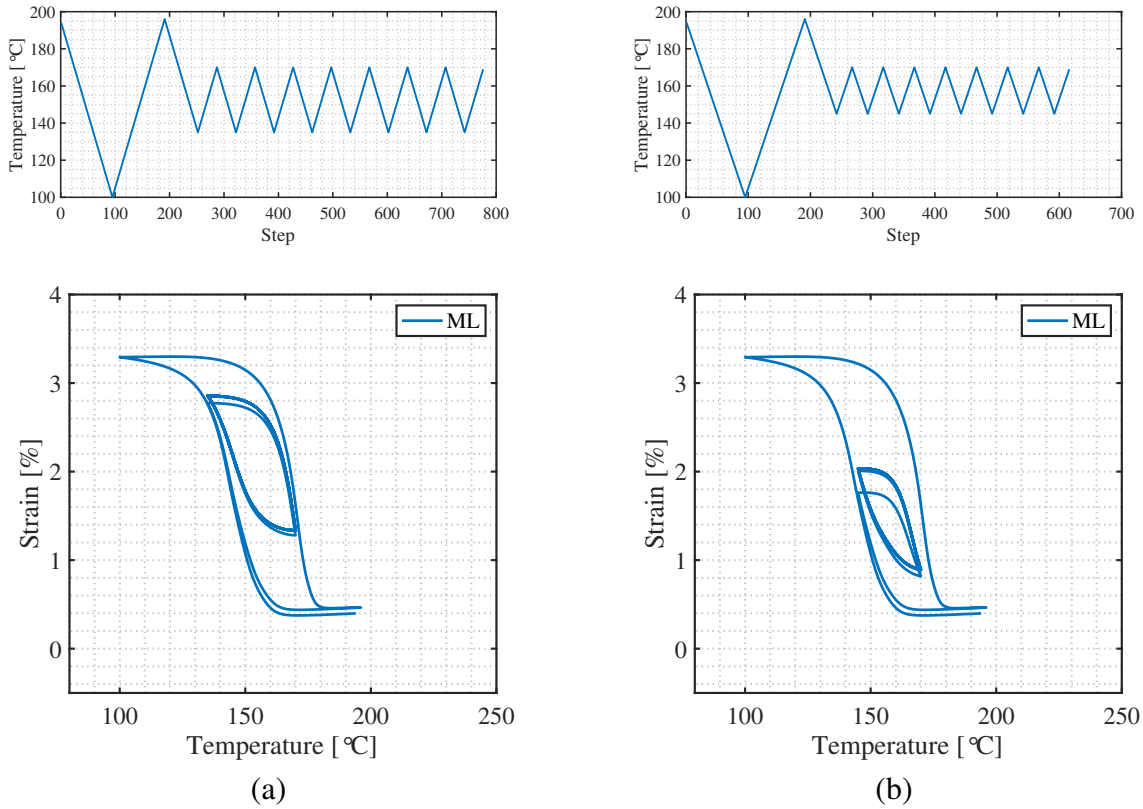 200
180
160
140
120
100
Temperature [°C]
0 100 200 300 400 500 600 700 800
Step
200
180
160
140
120
100
Temperature [°C]
0 100 200 300 400 500 600 700
Step
4
3
2
1
0
Strain [%]
ML
100 150 200 250
Temperature [°C]
(a)
4
3
2
1
0
Strain [%]
ML
100 150 200 250
Temperature [°C]
(b)